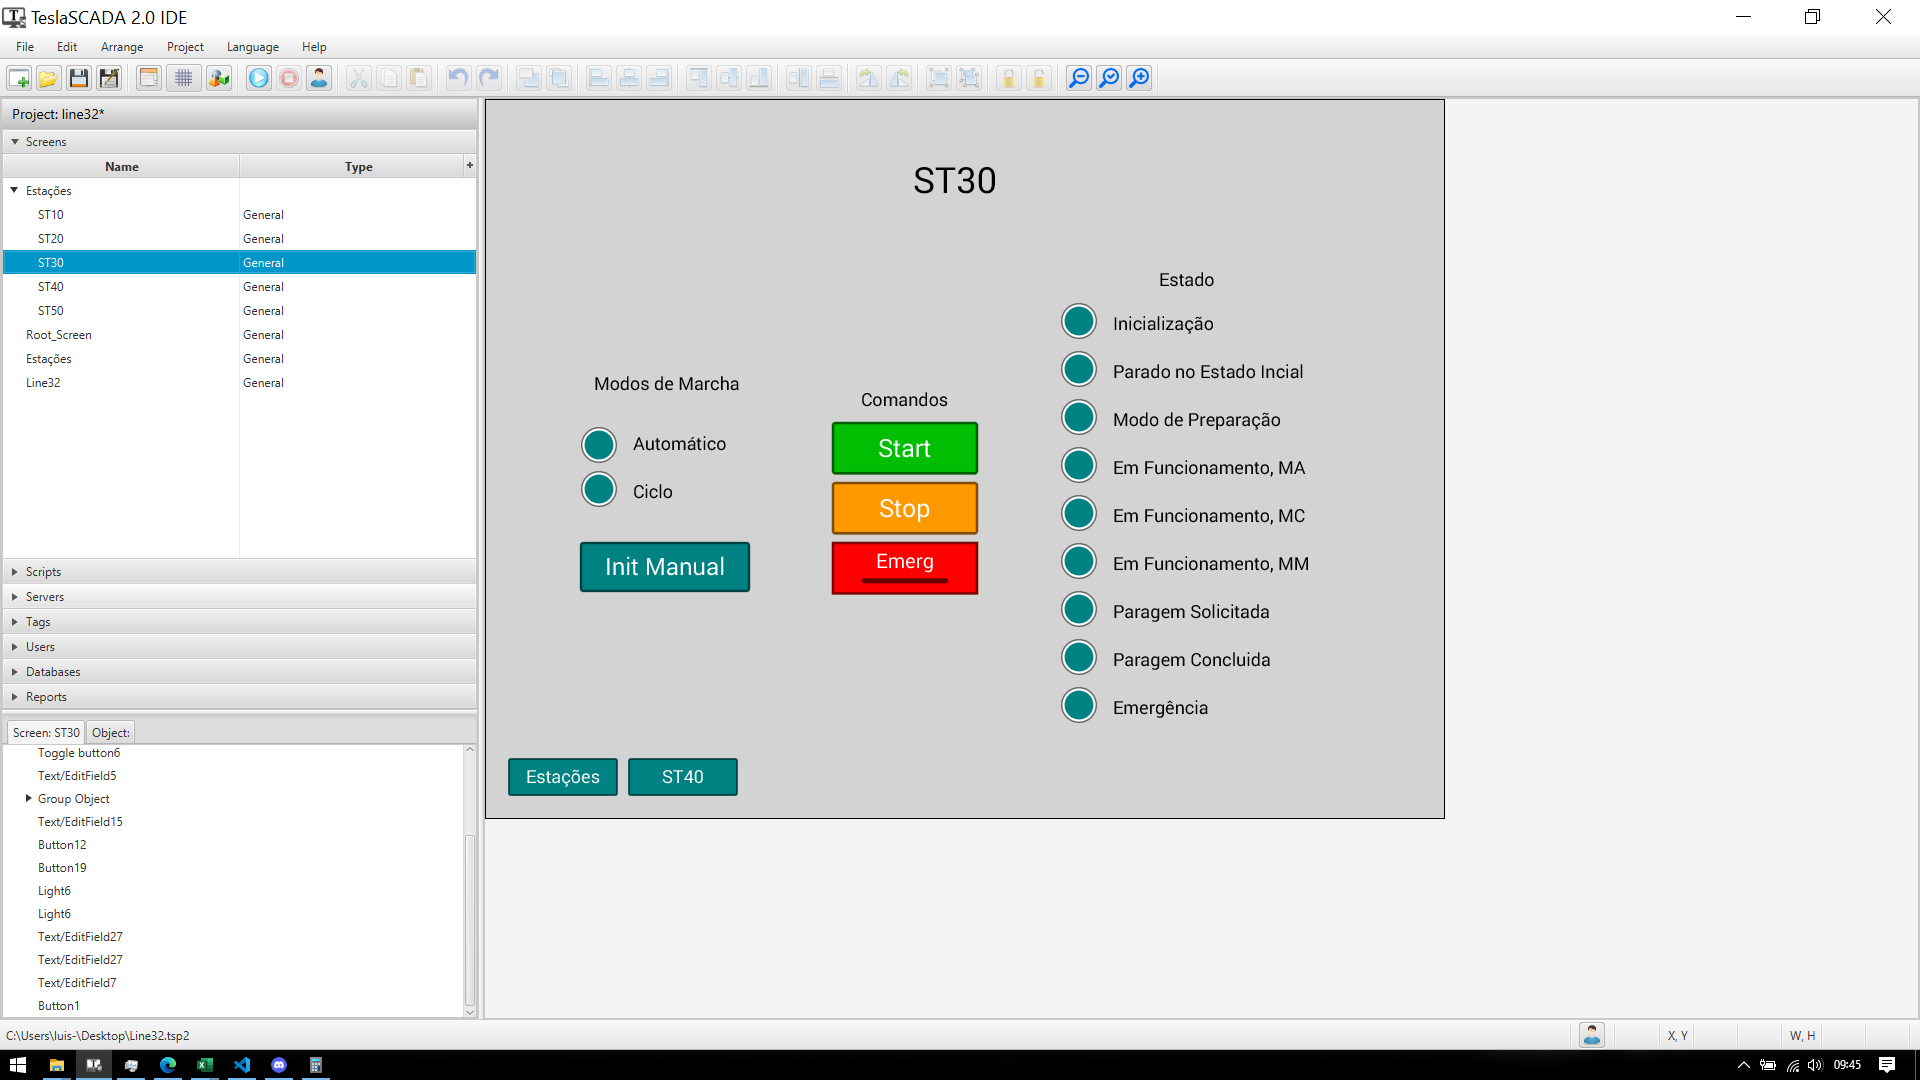 TeslaSCADA 2.0 IDE
File Edit Arrange Project Language Help
Project: line32*
Screens
Name Type +
Estações
ST10 General
ST20 General
ST30 General
ST40 General
ST50 General
Root_Screen General
Estações General
Line32 General
Scripts
Servers
Tags
Users
Databases
Reports
Screen: ST30 Object:
Toggle button6
Text/EditField5
Group Object
Text/EditField15
Button12
Button19
Light6
Light6
Text/EditField27
Text/EditField27
Text/EditField7
Button1
ST30
Modos de Marcha
Automático
Ciclo
Init Manual
Comandos
Start
Stop
Emerg
Estado
Inicialização
Parado no Estado Incial
Modo de Preparação
Em Funcionamento, MA
Em Funcionamento, MC
Em Funcionamento, MM
Paragem Solicitada
Paragem Concluida
Emergência
Estações ST40
C:\Users\luis-\Desktop\Line32.tsp2
X, Y W, H
09:45